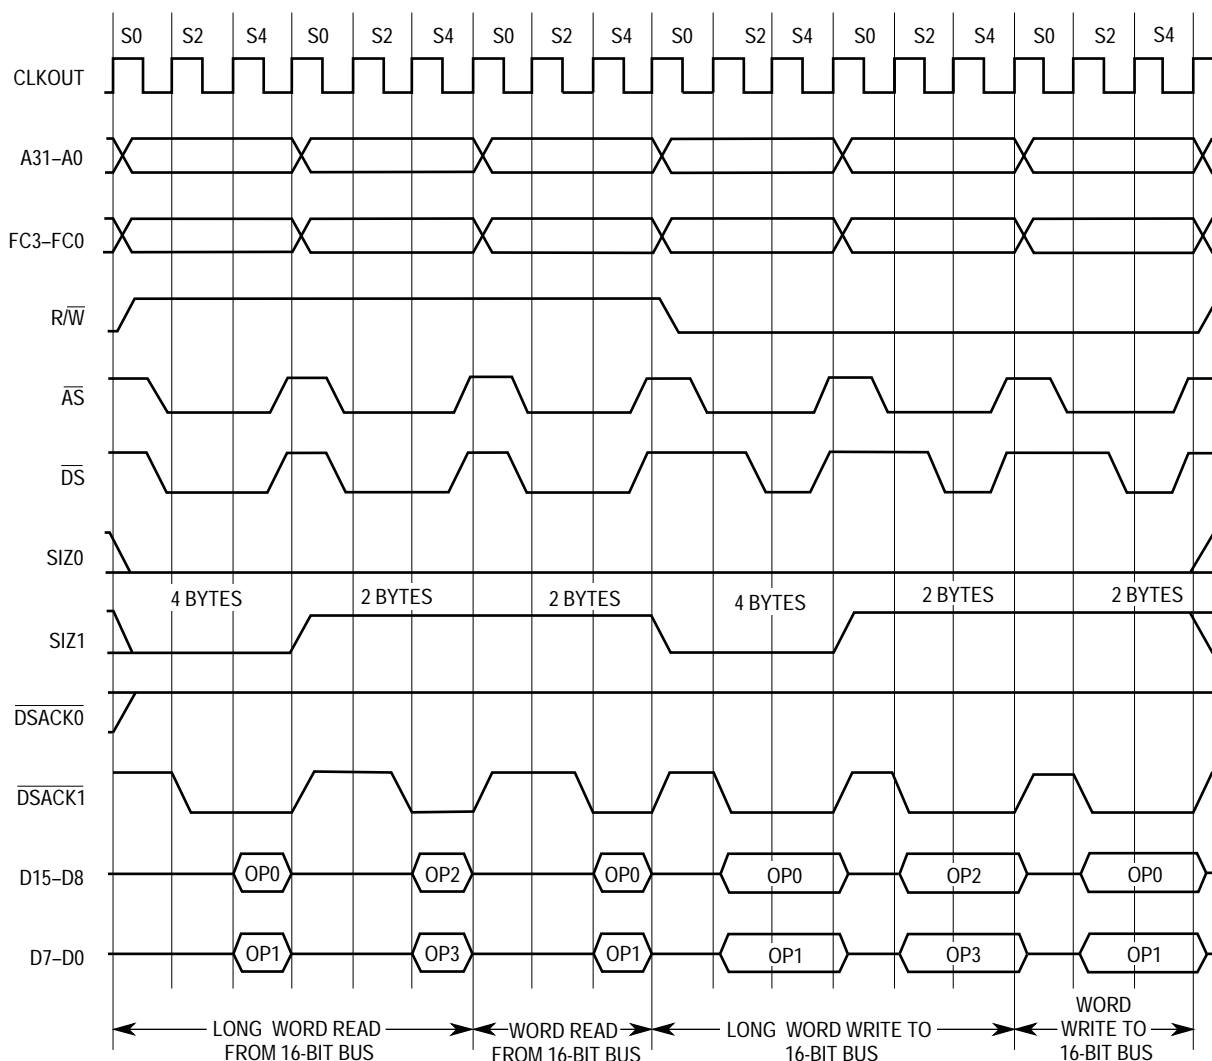 S0 S2 S4 S0 S2 S4 S0 S2 S4 S0 S2 S4 S0 S2 S4 S0 S2 S4
CLKOUT
A31–A0
FC3–FC0
R/W
AS
DS
SIZ0
4 BYTES 2 BYTES 2 BYTES 4 BYTES 2 BYTES 2 BYTES
SIZ1
DSACK0
DSACK1
D15–D8 OP0 OP2 OP0 OP0 OP2 OP0
D7–D0 OP1 OP3 OP1 OP1 OP3 OP1
LONG WORD READ
FROM 16-BIT BUS
WORD READ
FROM 16-BIT BUS
LONG WORD WRITE TO
16-BIT BUS
WORD
WRITE TO
16-BIT BUS